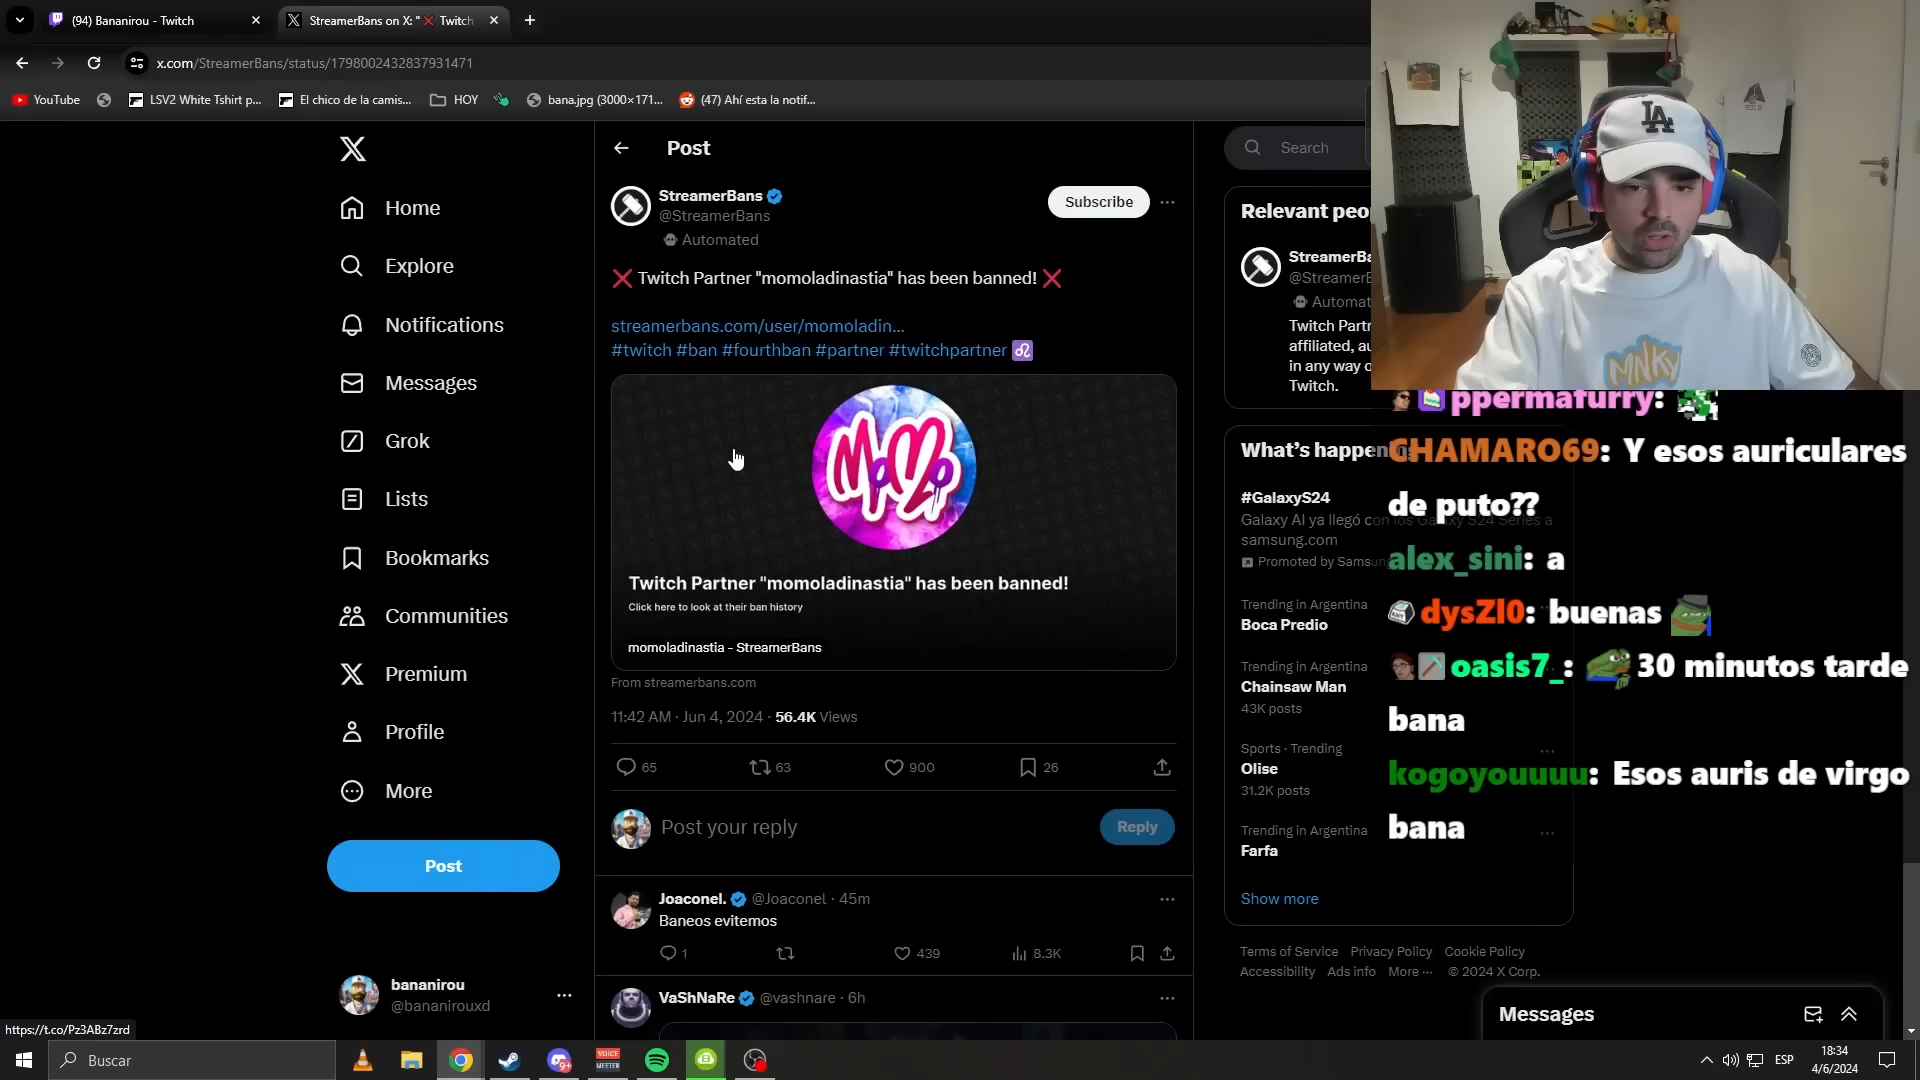 (94) Bananirou - Twitch
StreamerBans on X: "❌ Twitch
x.com/StreamerBans/status/1798002432837931471
YouTube
LSV2 White Tshirt p...
El chico de la camis...
HOY
bana.jpg (3000×171...
(47) Ahí esta la notif...
Home
Explore
Notifications
Messages
Grok
Lists
Bookmarks
Communities
Premium
Profile
More
Post
bananirou
@bananirouxd
https://t.co/Pz3ABz7zrd
Post
StreamerBans
@StreamerBans
Automated
Subscribe
❌ Twitch Partner "momoladinastia" has been banned! ❌
streamerbans.com/user/momoladin...
#twitch #ban #fourthban #partner #twitchpartner ♌
MoMo
Twitch Partner "momoladinastia" has been banned!
Click here to look at their ban history
momoladinastia - StreamerBans
From streamerbans.com
11:42 AM · Jun 4, 2024 · 56.4K Views
65
63
900
26
Post your reply
Reply
Joaconel. @Joaconel · 45m
Baneos evitemos
1
439
8.3K
VaShNaRe @vashnare · 6h
Search
Relevant peo
StreamerBa
@StreamerB
Automat
Twitch Partn
affiliated, au
in any way o
Twitch.
What's happen
#GalaxyS24
Galaxy AI ya llegó con los Galaxy S24 Series a
samsung.com
Promoted by Samsung
Trending in Argentina
Boca Predio
Trending in Argentina
Chainsaw Man
43K posts
Sports · Trending
Olise
31.2K posts
Trending in Argentina
Farfa
Show more
Terms of Service Privacy Policy Cookie Policy
Accessibility Ads info More ··· © 2024 X Corp.
Messages
LA
MNKY
ppermafurry:
CHAMARO69: Y esos auriculares
de puto??
alex_sini: a
dysZl0: buenas
oasis7_: 30 minutos tarde
bana
kogoyouuuu: Esos auris de virgo
bana
Buscar
9+
VOICE
MEETER
ESP
18:34
4/6/2024